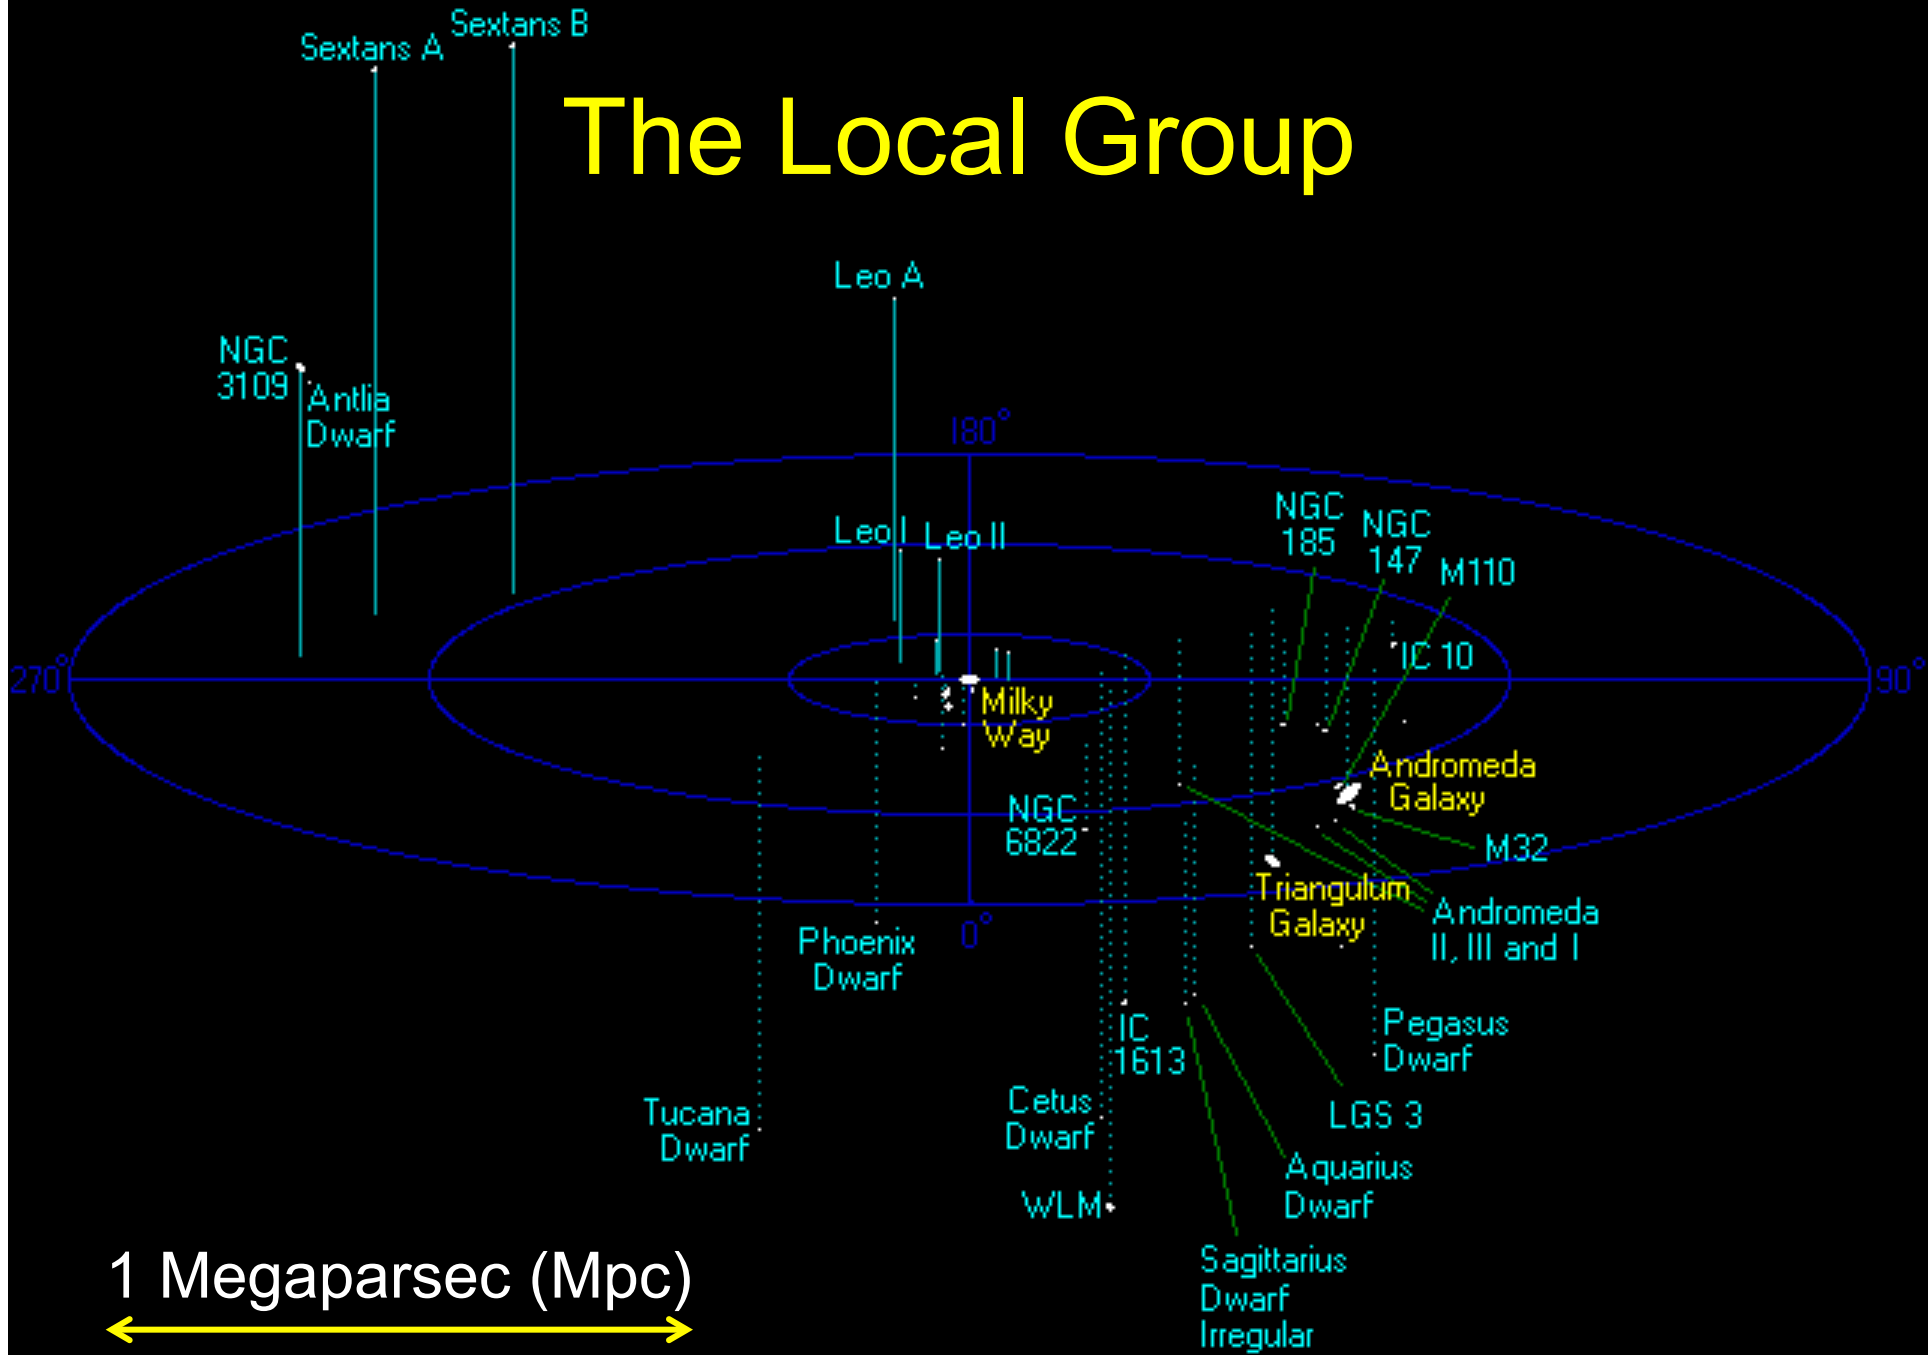 Sextans B
Sextans A
The Local Group
Leo A
NGC
3109
Antlia
Dwarf
180°
NGC
185
NGC
147
M110
Leo I
Leo II
IC 10
270°
90°
Milky
Way
Andromeda
Galaxy
NGC
6822
M32
Triangulum
Galaxy
Andromeda
II, III and I
0°
Phoenix
Dwarf
IC
1613
Pegasus
Dwarf
Tucana
Dwarf
Cetus
Dwarf
LGS 3
Aquarius
Dwarf
WLM
Sagittarius
Dwarf
Irregular
1 Megaparsec (Mpc)